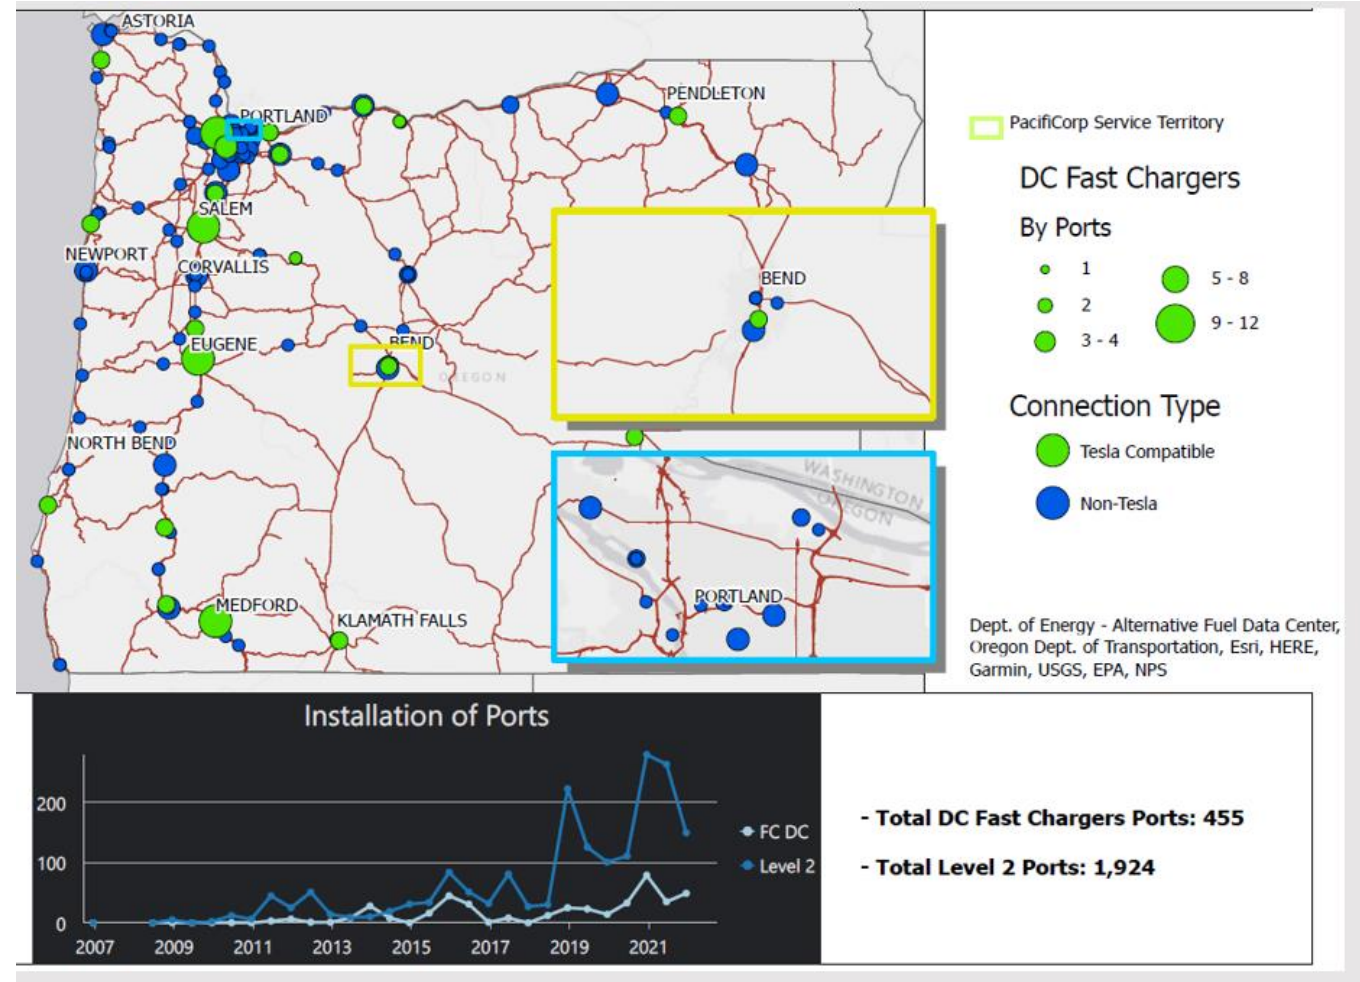 ASTORIA
PORTLAND
PENDLETON
SALEM
NEWPORT
CORVALLIS
EUGENE
BEND
OREGON
NORTH BEND
MEDFORD
KLAMATH FALLS
BEND
WASHINGTON
OREGON
PORTLAND
PacifiCorp Service Territory
DC Fast Chargers
By Ports
1
5 - 8
2
9 - 12
3 - 4
Connection Type
Tesla Compatible
Non-Tesla
Dept. of Energy - Alternative Fuel Data Center,
Oregon Dept. of Transportation, Esri, HERE,
Garmin, USGS, EPA, NPS
Installation of Ports
200
100
0
2007 2009 2011 2013 2015 2017 2019 2021
FC DC
Level 2
- Total DC Fast Chargers Ports: 455
- Total Level 2 Ports: 1,924